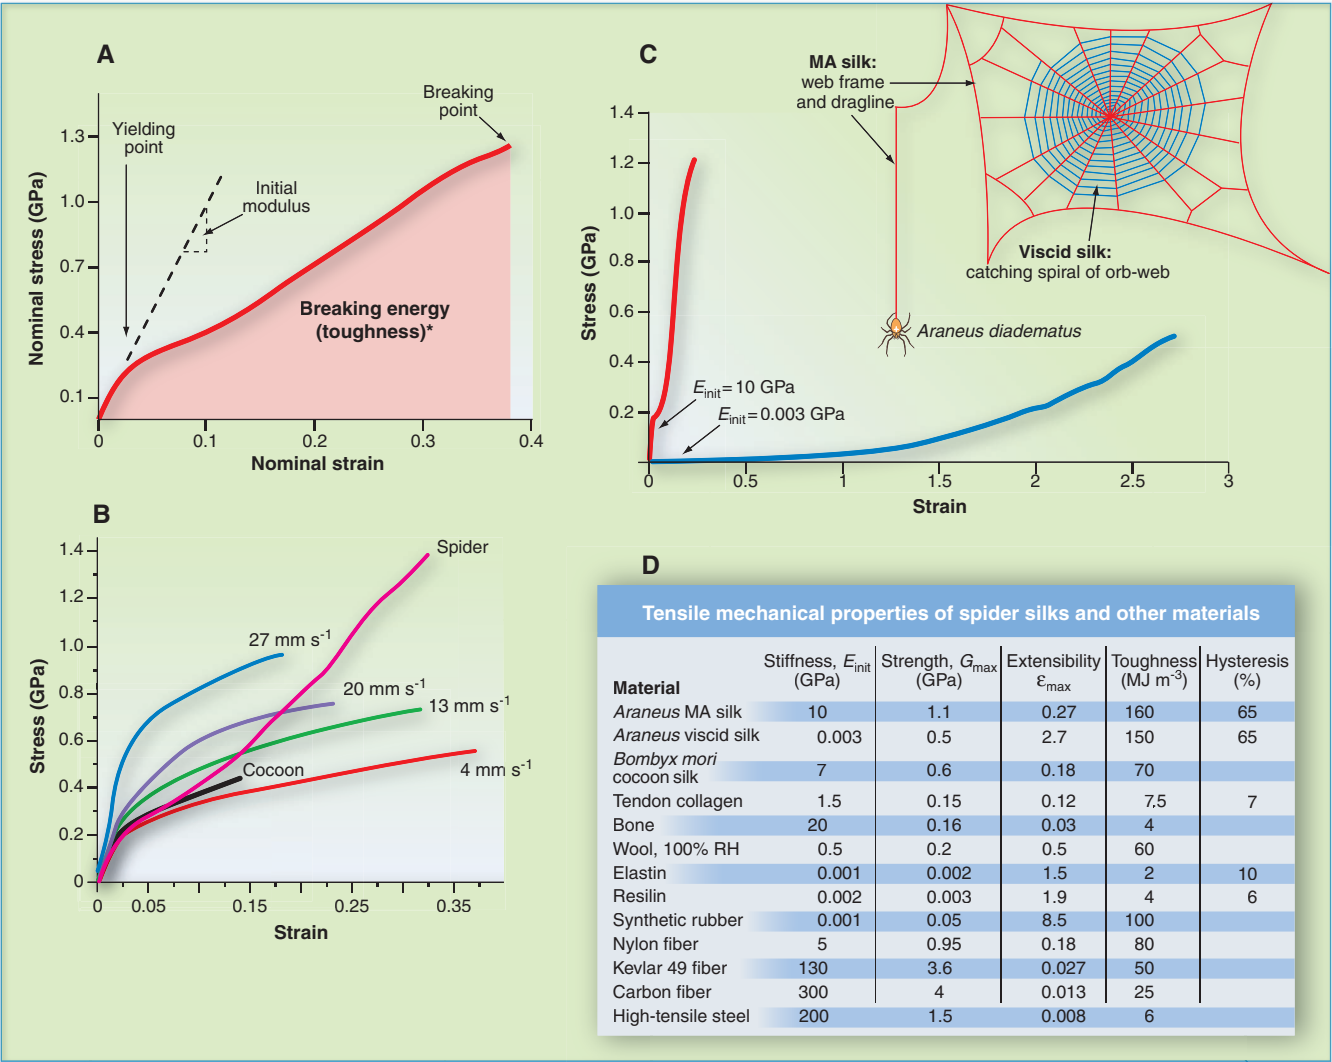 A
Nominal stress (GPa)
1.3
1.0
0.7
0.4
0.1
Yielding
point
Initial
modulus
Breaking
point
Breaking energy
(toughness)*
0
0.1
0.2
0.3
0.4
Nominal strain
B
Stress (GPa)
1.4
1.2
1.0
0.8
0.6
0.4
0.2
0
Spider
27 mm s-1
20 mm s-1
13 mm s-1
Cocoon
4 mm s-1
0
0.05
0.15
0.25
0.35
Strain
C
Stress (GPa)
1.4
1.2
1.0
0.8
0.6
0.4
0.2
MA silk:
web frame
and dragline
Viscid silk:
catching spiral of orb-web
Araneus diadematus
Einit = 10 GPa
Einit = 0.003 GPa
0
0.5
1
1.5
2
2.5
3
Strain
D
Tensile mechanical properties of spider silks and other materials
Material
Stiffness, Einit
(GPa)
Strength, Gmax
(GPa)
Extensibility
εmax
Toughness
(MJ m-3)
Hysteresis
(%)
Araneus MA silk 10 1.1 0.27 160 65
Araneus viscid silk 0.003 0.5 2.7 150 65
Bombyx mori
cocoon silk 7 0.6 0.18 70
Tendon collagen 1.5 0.15 0.12 7.5 7
Bone 20 0.16 0.03 4
Wool, 100% RH 0.5 0.2 0.5 60
Elastin 0.001 0.002 1.5 2 10
Resilin 0.002 0.003 1.9 4 6
Synthetic rubber 0.001 0.05 8.5 100
Nylon fiber 5 0.95 0.18 80
Kevlar 49 fiber 130 3.6 0.027 50
Carbon fiber 300 4 0.013 25
High-tensile steel 200 1.5 0.008 6